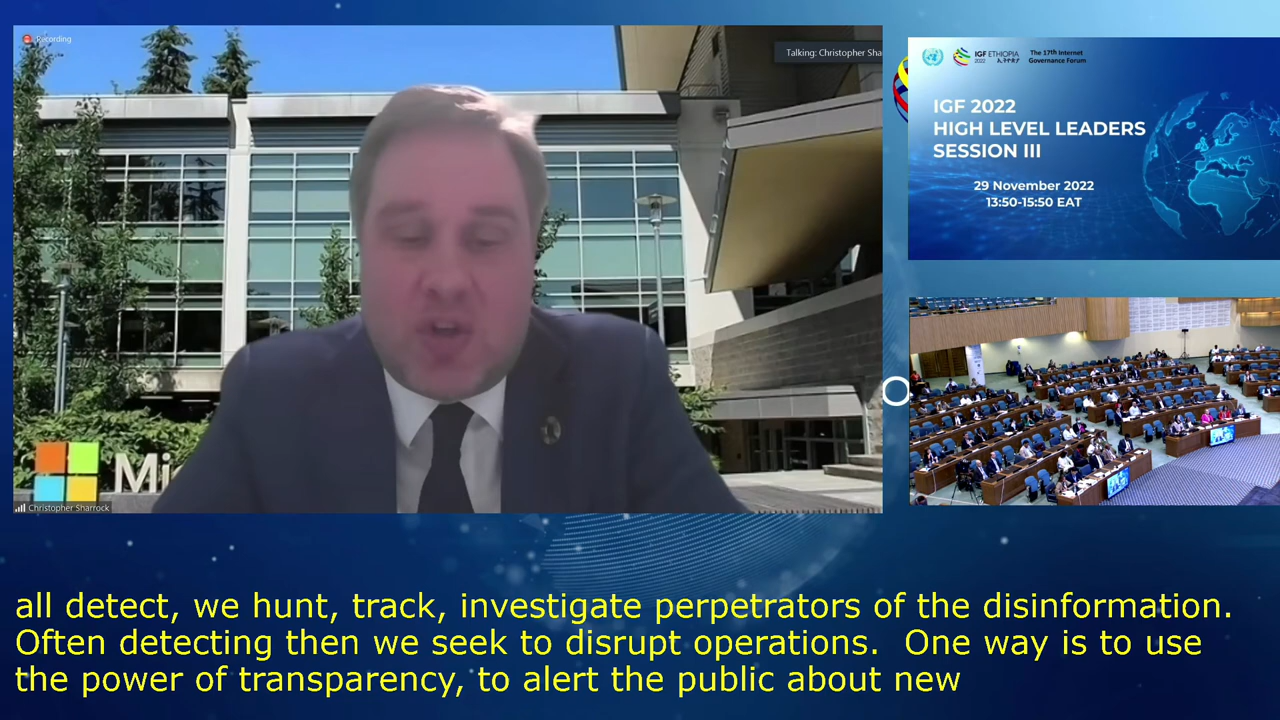 Recording
Talking: Christopher Sha
IGF ETHIOPIA
2022 ኢትዮጵያ
The 17th Internet
Governance Forum
IGF 2022
HIGH LEVEL LEADERS
SESSION III
29 November 2022
13:50-15:50 EAT
O
Mi
Christopher Sharrock
all detect, we hunt, track, investigate perpetrators of the disinformation.
Often detecting then we seek to disrupt operations.  One way is to use
the power of transparency, to alert the public about new